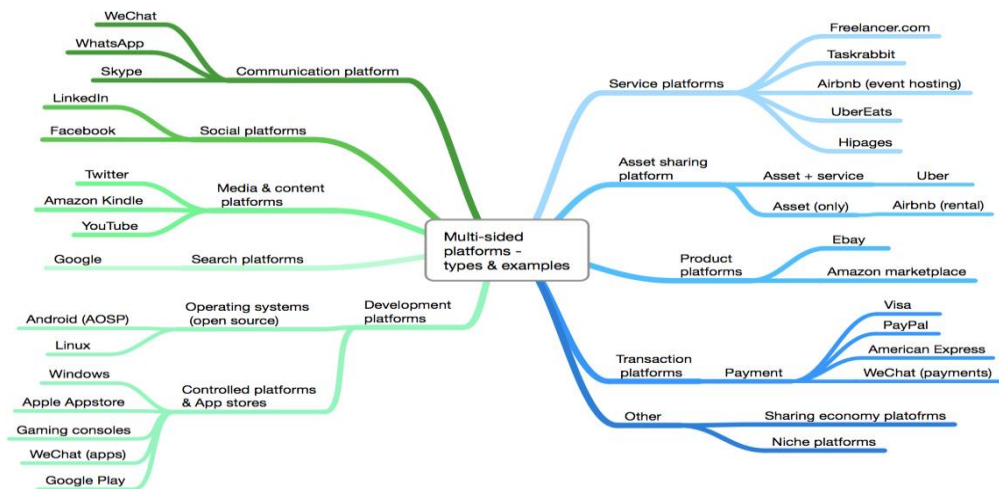 WeChat
WhatsApp
Skype
Communication platform
LinkedIn
Facebook
Social platforms
Twitter
Amazon Kindle
YouTube
Media & content
platforms
Google
Search platforms
Android (AOSP)
Linux
Operating systems
(open source)
Windows
Apple Appstore
Gaming consoles
WeChat (apps)
Google Play
Controlled platforms
& App stores
Development
platforms
Multi-sided
platforms -
types & examples
Service platforms
Freelancer.com
Taskrabbit
Airbnb (event hosting)
UberEats
Hipages
Asset sharing
platform
Asset + service
Uber
Asset (only)
Airbnb (rental)
Product
platforms
Ebay
Amazon marketplace
Transaction
platforms
Payment
Visa
PayPal
American Express
WeChat (payments)
Other
Sharing economy platofrms
Niche platforms